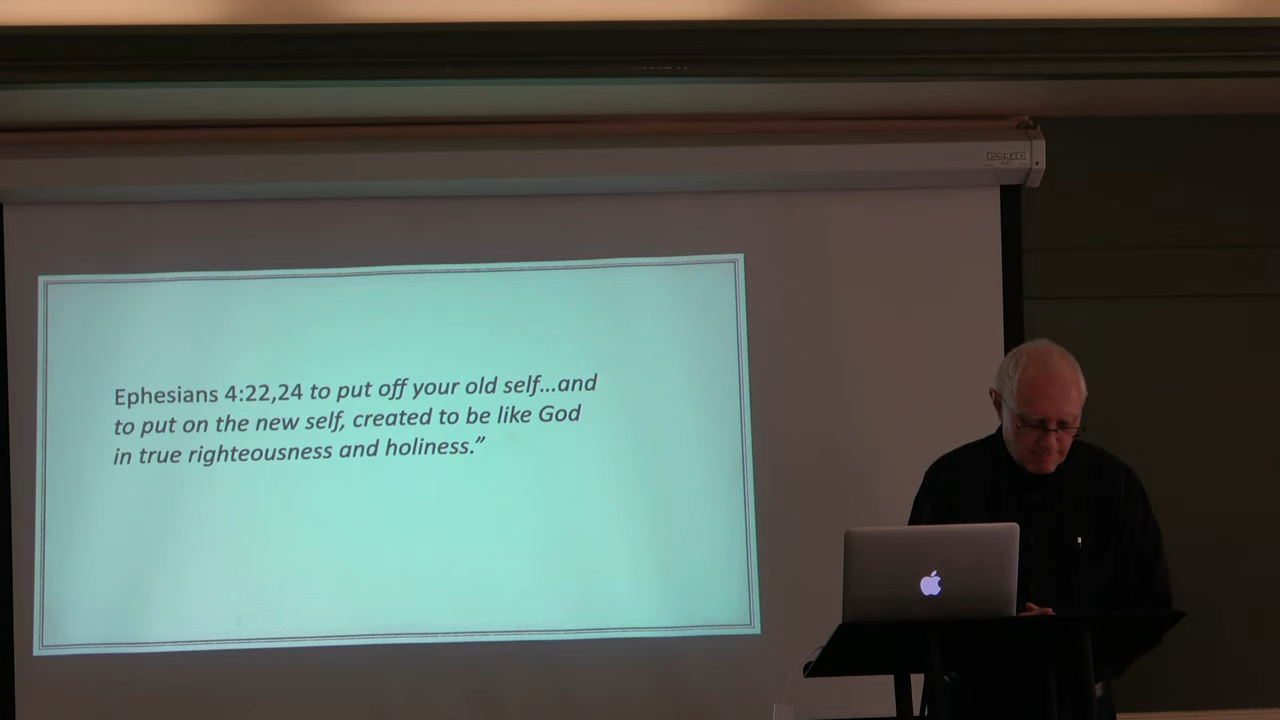 Ephesians 4:22,24 to put off your old self...and
to put on the new self, created to be like God
in true righteousness and holiness.”